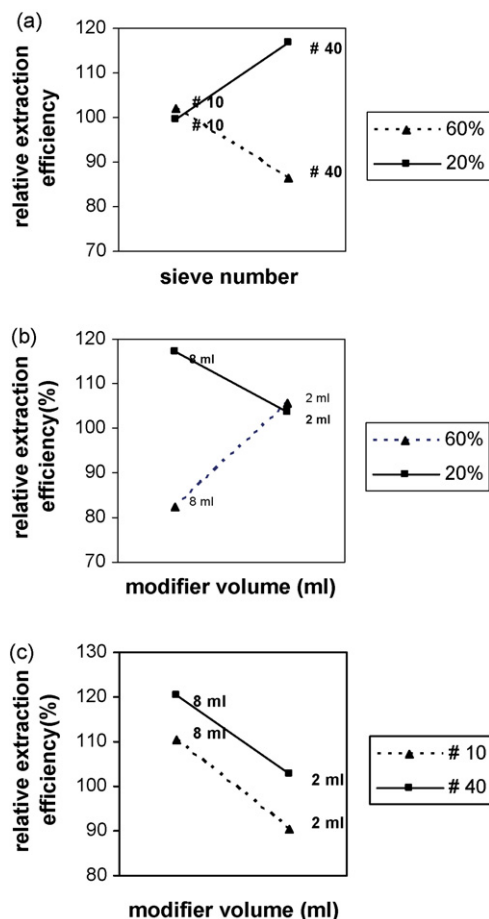 (a)
120
115
110
100
90
80
70
relative extraction
efficiency
# 10
# 10
# 40
# 40
sieve number
60%
20%
(b)
120
110
100
90
80
70
60
relative extraction
efficiency(%)
8 ml
2 ml
2 ml
8 ml
modifier volume (ml)
60%
20%
(c)
130
120
110
100
90
80
relative extraction
efficiency(%)
8 ml
8 ml
2 ml
2 ml
modifier volume (ml)
# 10
# 40